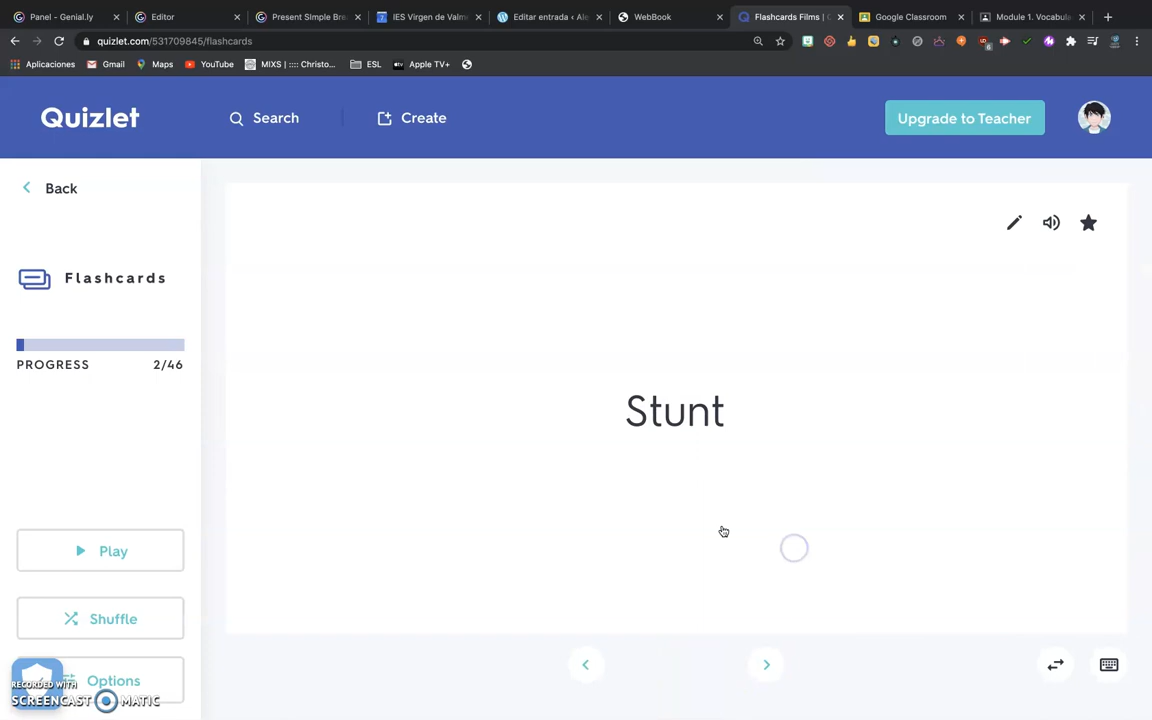 Panel - Genial.ly
Editor
Present Simple Bre
IES Virgen de Valm
Editar entrada ‹ Ale
WebBook
Flashcards Films | Q
Google Classroom
Module 1. Vocabula
quizlet.com/531709845/flashcards
Aplicaciones
Gmail
Maps
YouTube
MIXS | :::: Christo...
ESL
Apple TV+
Quizlet
Search
Create
Upgrade to Teacher
Back
Flashcards
PROGRESS 2/46
Stunt
Play
Shuffle
Options
RECORDED WITH
SCREENCAST MATIC